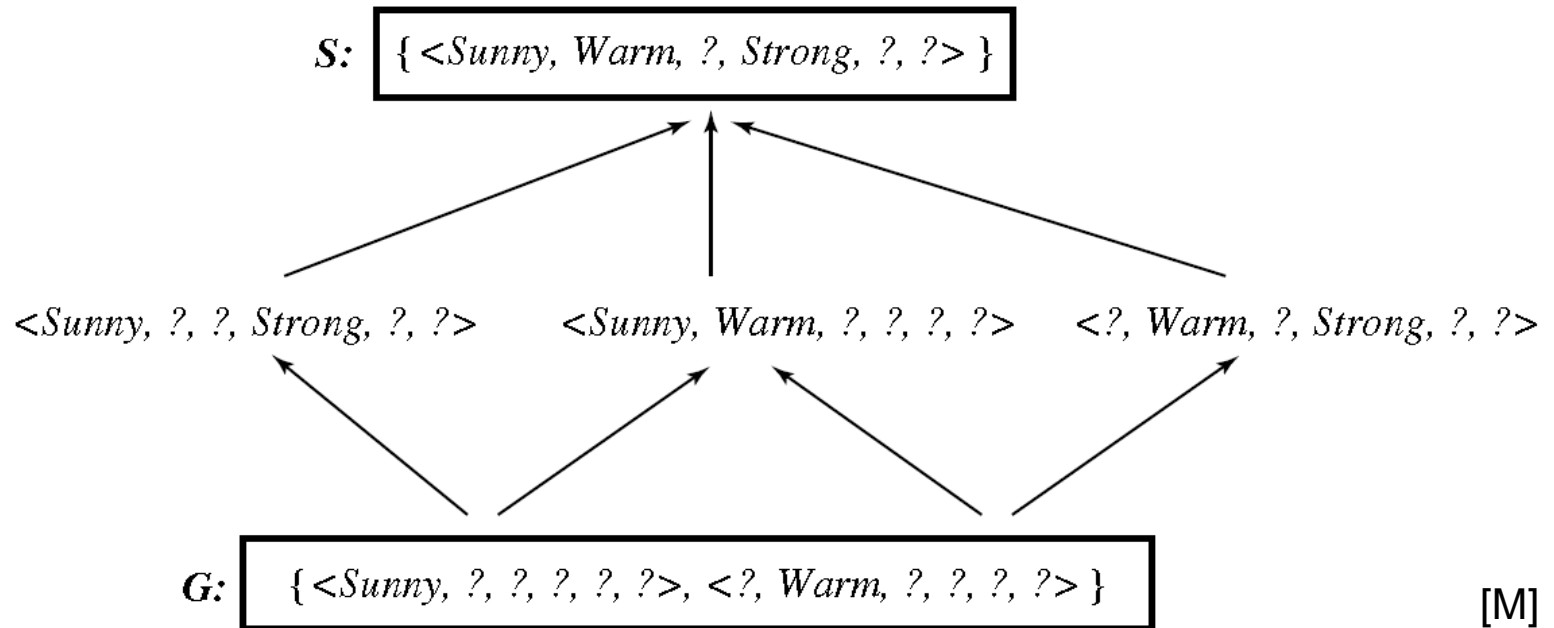 S: { <Sunny, Warm, ?, Strong, ?, ?> }
<Sunny, ?, ?, Strong, ?, ?> <Sunny, Warm, ?, ?, ?, ?> <?, Warm, ?, Strong, ?, ?>
G: { <Sunny, ?, ?, ?, ?, ?>, <?, Warm, ?, ?, ?, ?> }
[M]